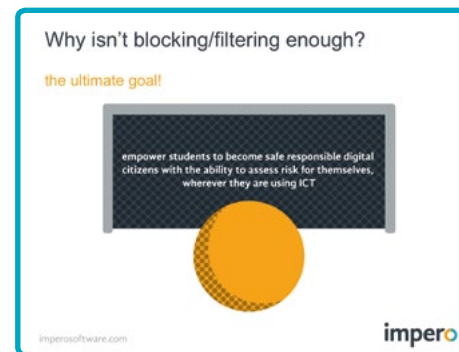 Why isn't blocking/filtering enough?
the ultimate goal!
empower students to become safe responsible digital
citizens with the ability to assess risk for themselves,
wherever they are using ICT
imperosoftware.com
impero